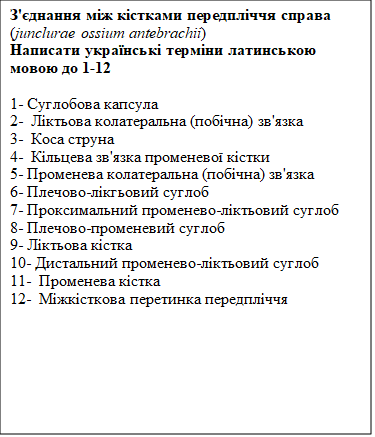 З'єднання між кістками передпліччя справа
(junclurae ossium antebrachii)
Написати українські терміни латинською
мовою до 1-12
1- Суглобова капсула
2- Ліктьова колатеральна (побічна) зв'язка
3- Коса струна
4- Кільцева зв'язка променевої кістки
5- Променева колатеральна (побічна) зв'язка
6- Плечово-лікгьовий суглоб
7- Проксимальний променево-ліктьовий суглоб
8- Плечово-променевий суглоб
9- Ліктьова кістка
10- Дистальний променево-ліктьовий суглоб
11- Променева кістка
12- Міжкісткова перетинка передпліччя